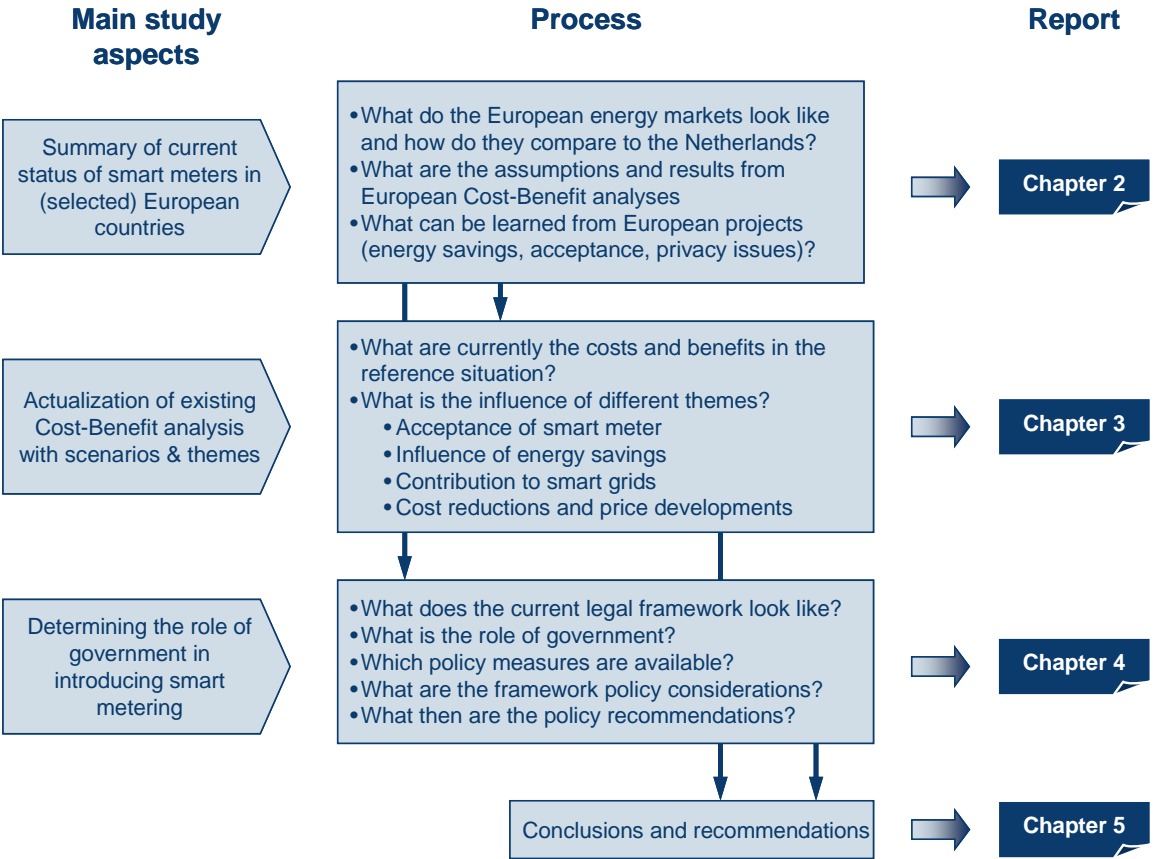 Main study
aspects
Process
Report
Summary of current
status of smart meters in
(selected) European
countries
•What do the European energy markets look like
and how do they compare to the Netherlands?
•What are the assumptions and results from
European Cost-Benefit analyses
•What can be learned from European projects
(energy savings, acceptance, privacy issues)?
Chapter 2
Actualization of existing
Cost-Benefit analysis
with scenarios & themes
•What are currently the costs and benefits in the
reference situation?
•What is the influence of different themes?
•Acceptance of smart meter
•Influence of energy savings
•Contribution to smart grids
•Cost reductions and price developments
Chapter 3
Determining the role of
government in
introducing smart
metering
•What does the current legal framework look like?
•What is the role of government?
•Which policy measures are available?
•What are the framework policy considerations?
•What then are the policy recommendations?
Chapter 4
Conclusions and recommendations
Chapter 5